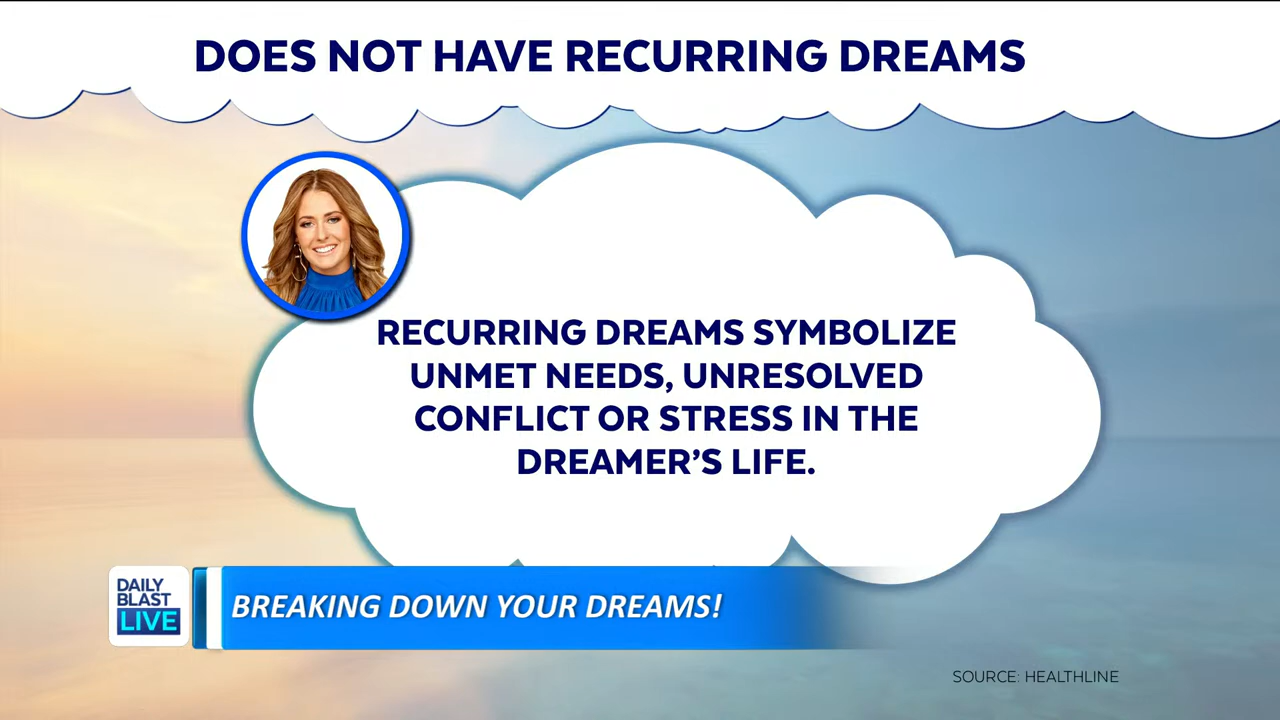 DOES NOT HAVE RECURRING DREAMS
RECURRING DREAMS SYMBOLIZE
UNMET NEEDS, UNRESOLVED
CONFLICT OR STRESS IN THE
DREAMER’S LIFE.
DAILY
BLAST
LIVE
BREAKING DOWN YOUR DREAMS!
SOURCE: HEALTHLINE